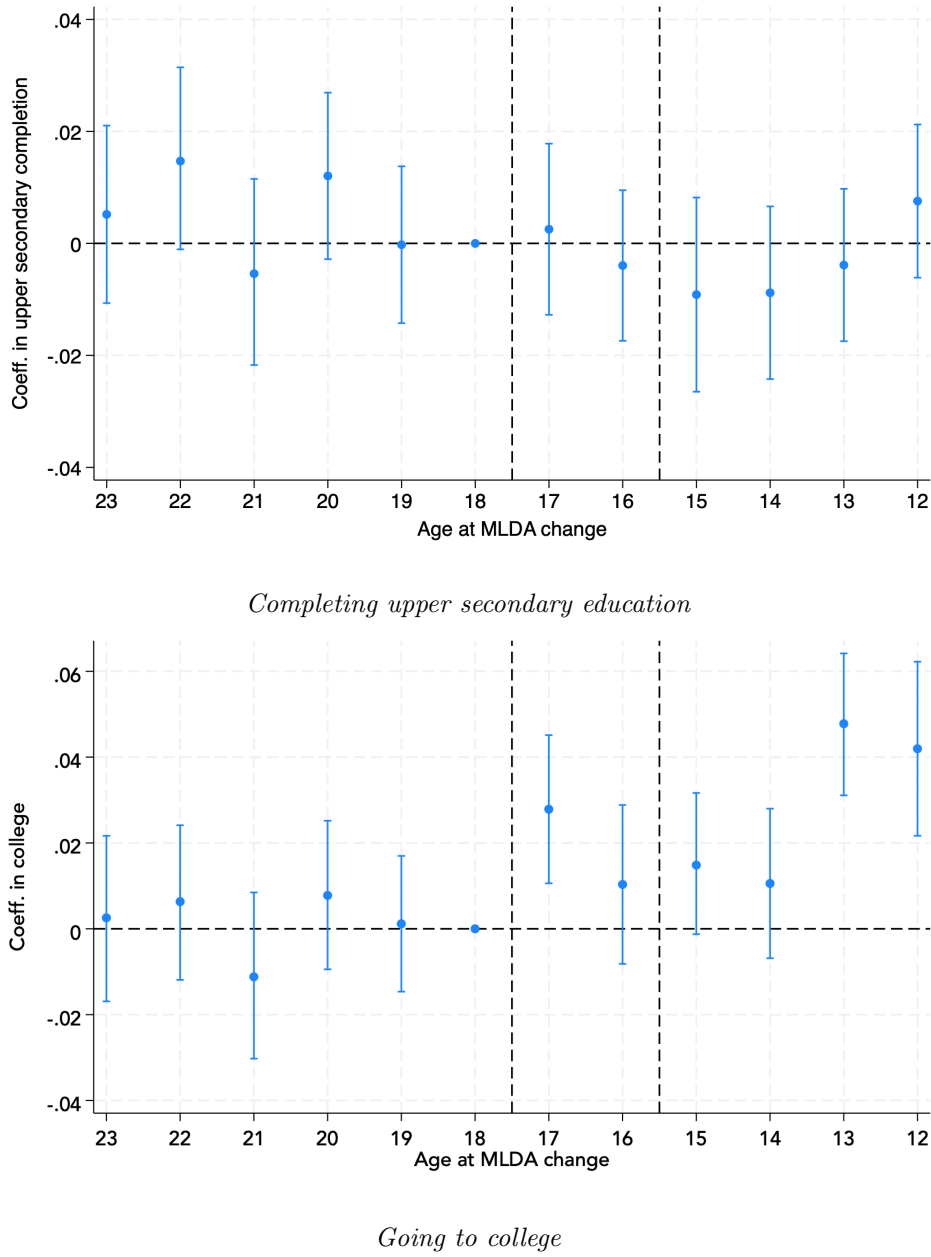 Coeff. in upper secondary completion
.04
.02
0
-.02
-.04
23 22 21 20 19 18 17 16 15 14 13 12
Age at MLDA change
Completing upper secondary education
Coeff. in college
.06
.04
.02
0
-.02
-.04
23 22 21 20 19 18 17 16 15 14 13 12
Age at MLDA change
Going to college